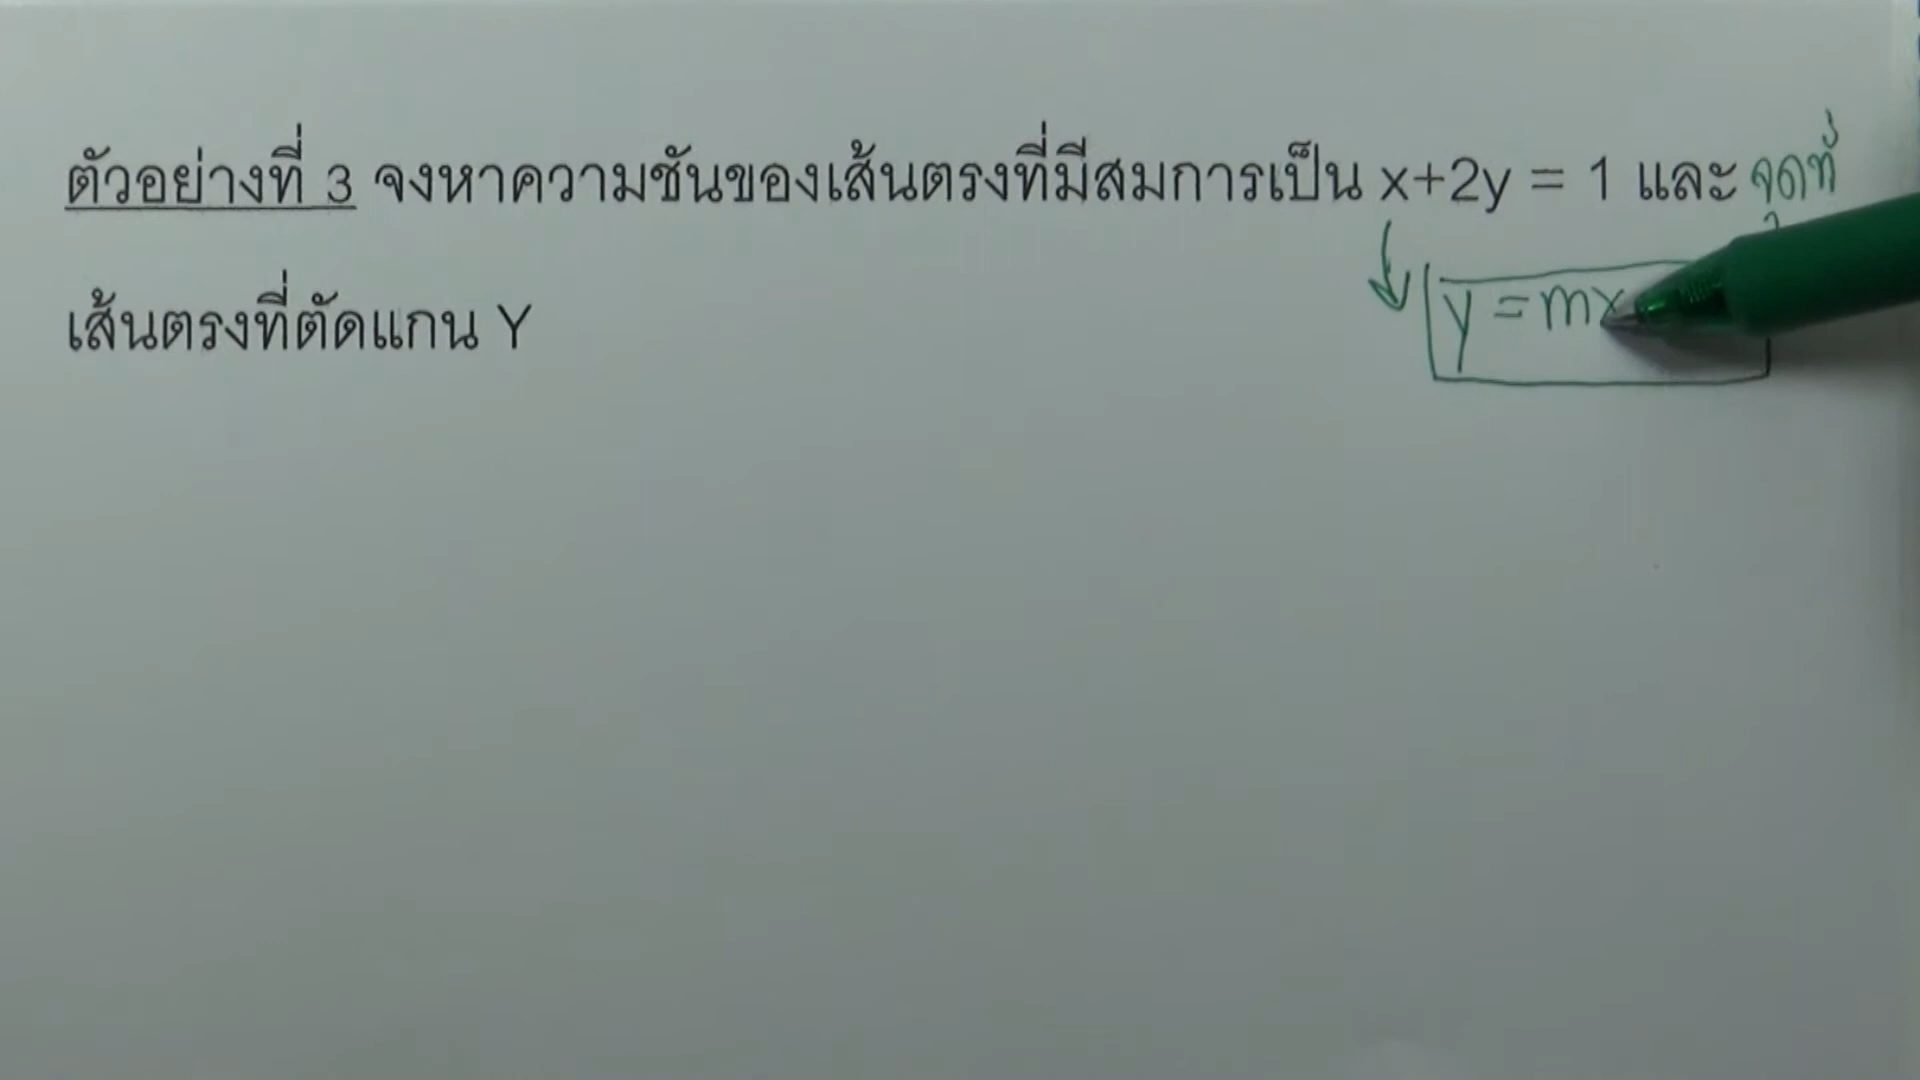 ตัวอย่างที่ 3 จงหาความชันของเส้นตรงที่มีสมการเป็น x+2y = 1 และ จุดที่
เส้นตรงที่ตัดแกน Y
y = mx